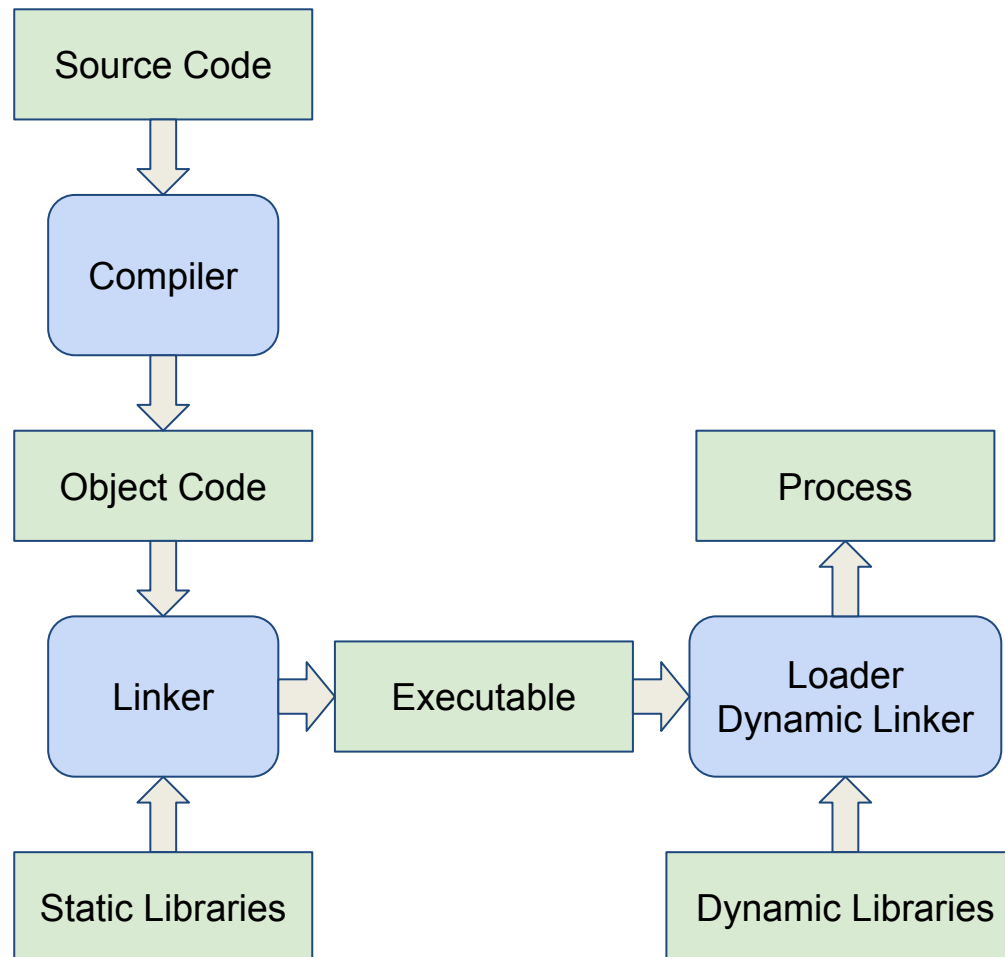 Source Code
Compiler
Object Code
Process
Linker
Executable
Loader
Dynamic Linker
Static Libraries
Dynamic Libraries